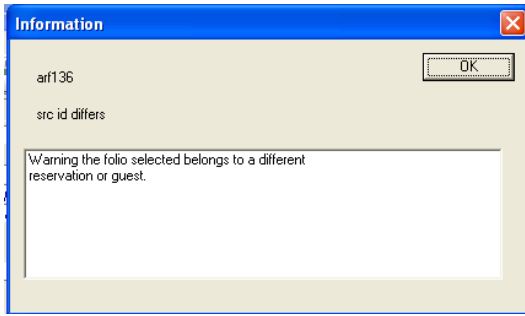 Information
OK
arf136
src id differs
Warning the folio selected belongs to a different
reservation or guest.